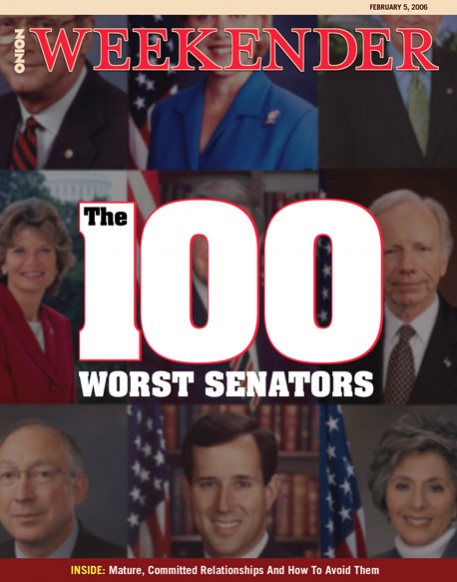 FEBRUARY 5, 2006
ONION
WEEKENDER
The
100
WORST SENATORS
INSIDE: Mature, Committed Relationships And How To Avoid Them